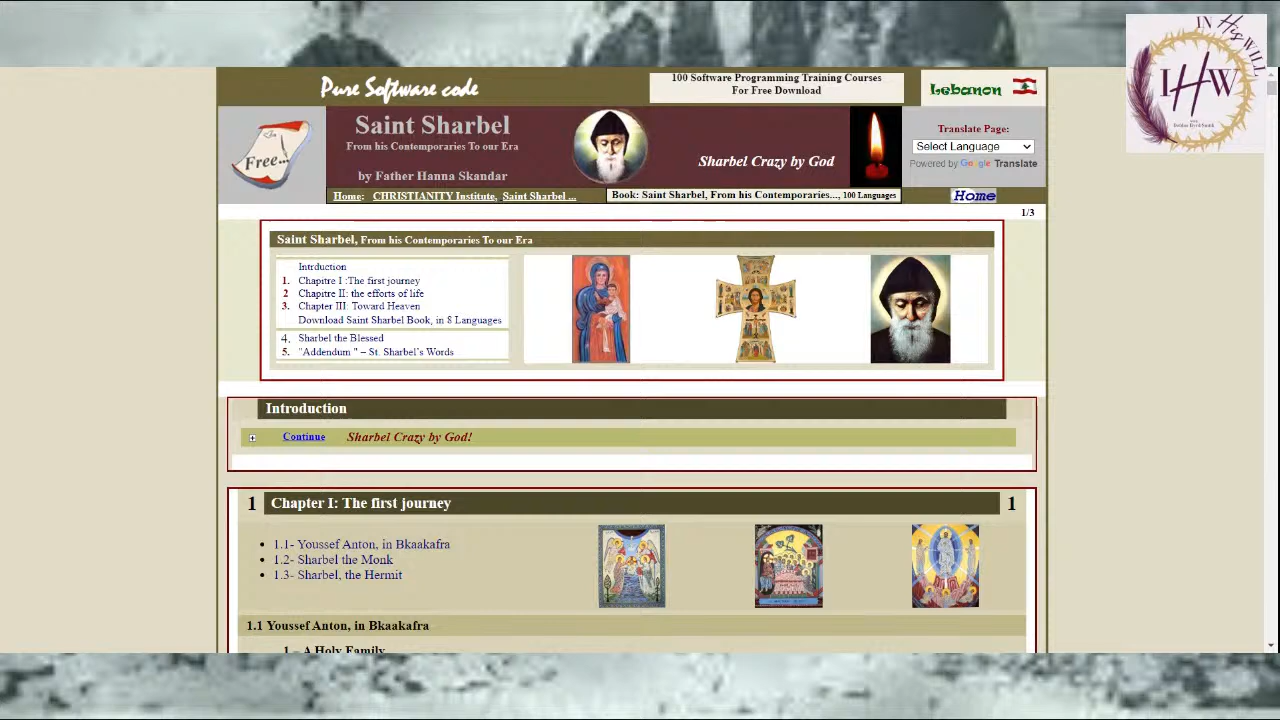 IN His WILL
IHW
Pure Software code
100 Software Programming Training Courses
For Free Download
Lebanon
Free...
Saint Sharbel
From his Contemporaries To our Era
by Father Hanna Skandar
Sharbel Crazy by God
Translate Page:
Select Language
Powered by Google Translate
Home: CHRISTIANITY Institute, Saint Sharbel ...
Book: Saint Sharbel, From his Contemporaries..., 100 Languages
Home
1/3
Saint Sharbel, From his Contemporaries To our Era
Intrduction
1. Chapitre I :The first journey
2 Chapitre II: the efforts of life
3. Chapter III: Toward Heaven
Download Saint Sharbel Book, in 8 Languages
4. Sharbel the Blessed
5. "Addendum " – St. Sharbel's Words
Introduction
Continue Sharbel Crazy by God!
1 Chapter I: The first journey 1
1.1- Youssef Anton, in Bkaakafra
1.2- Sharbel the Monk
1.3- Sharbel, the Hermit
1.1 Youssef Anton, in Bkaakafra
1 – A Holy Family